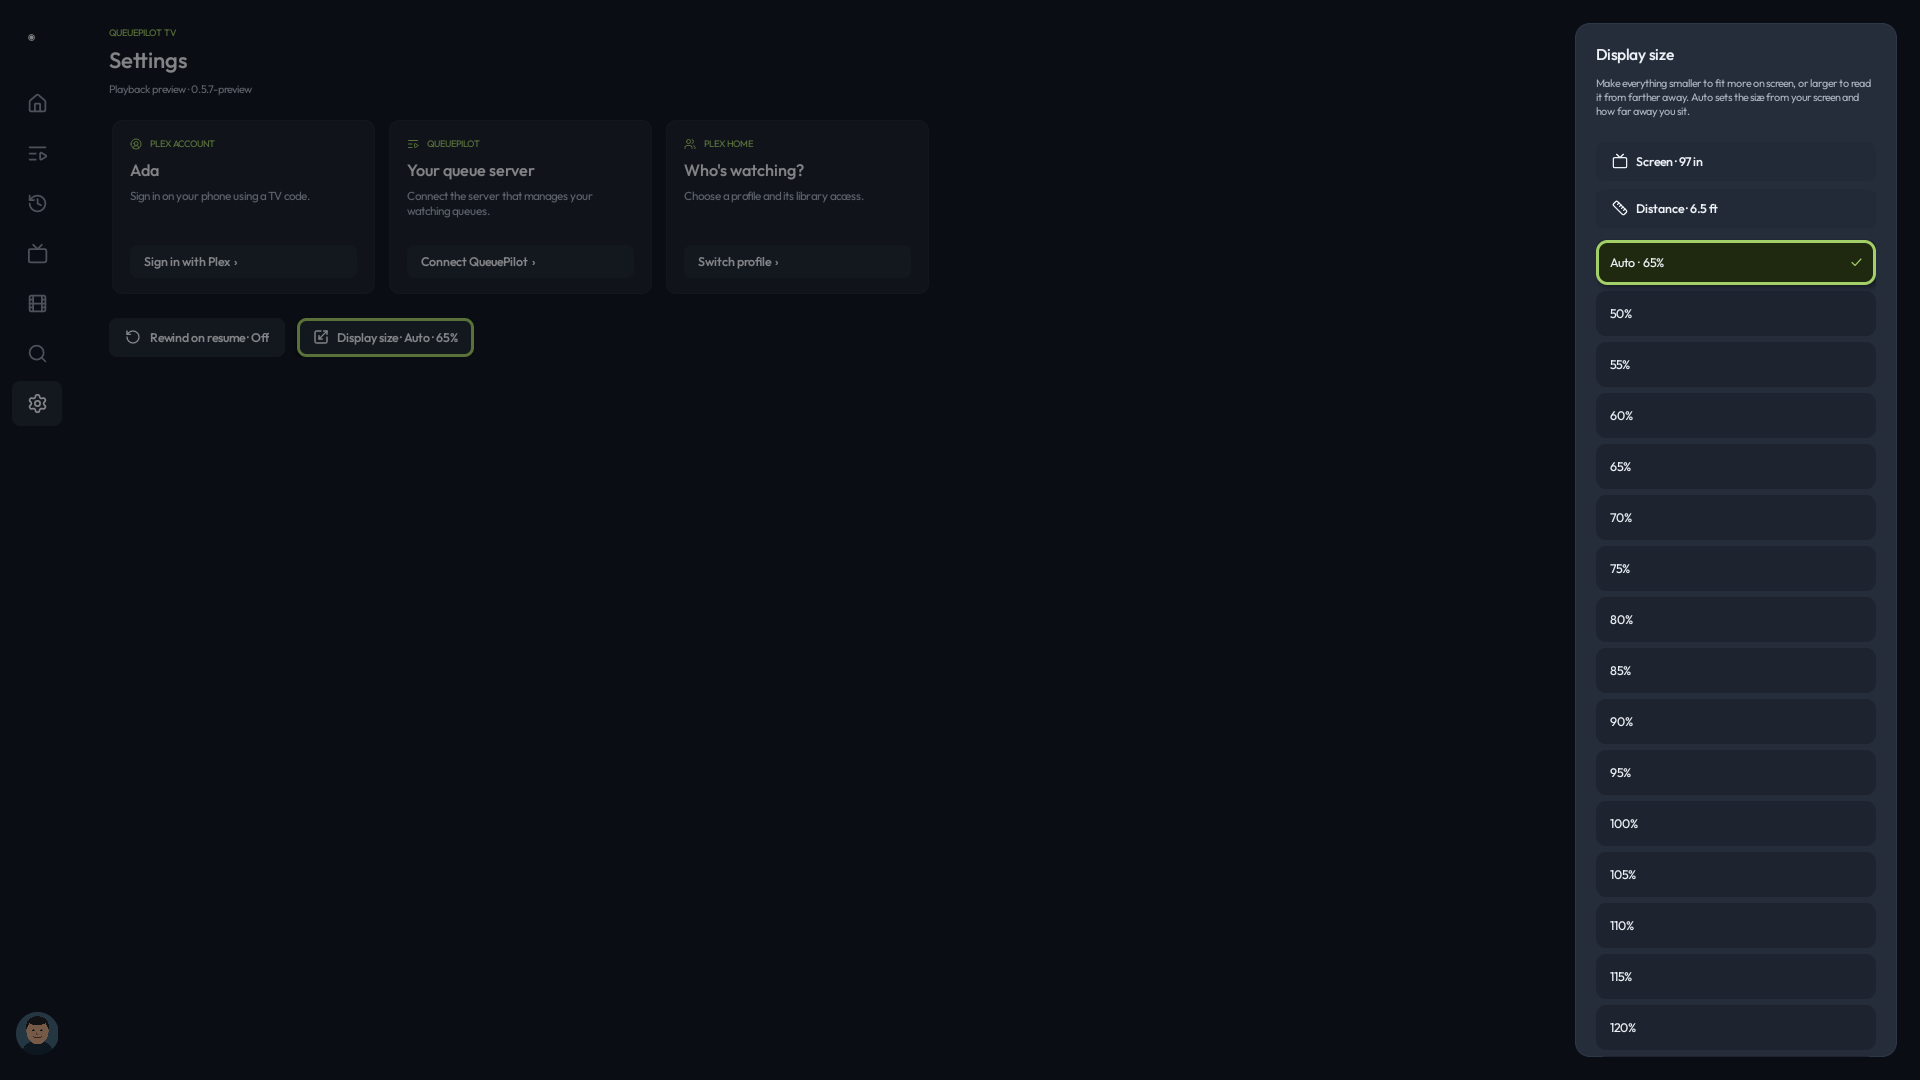 QUEUEPILOT TV
Settings
Playback preview · 0.5.7-preview
PLEX ACCOUNT
Ada
Sign in on your phone using a TV code.
Sign in with Plex ›
QUEUEPILOT
Your queue server
Connect the server that manages your
watching queues.
Connect QueuePilot ›
PLEX HOME
Who's watching?
Choose a profile and its library access.
Switch profile ›
Rewind on resume · Off
Display size · Auto · 65%
Display size
Make everything smaller to fit more on screen, or larger to read
it from farther away. Auto sets the size from your screen and
how far away you sit.
Screen · 97 in
Distance · 6.5 ft
Auto · 65%
50%
55%
60%
65%
70%
75%
80%
85%
90%
95%
100%
105%
110%
115%
120%